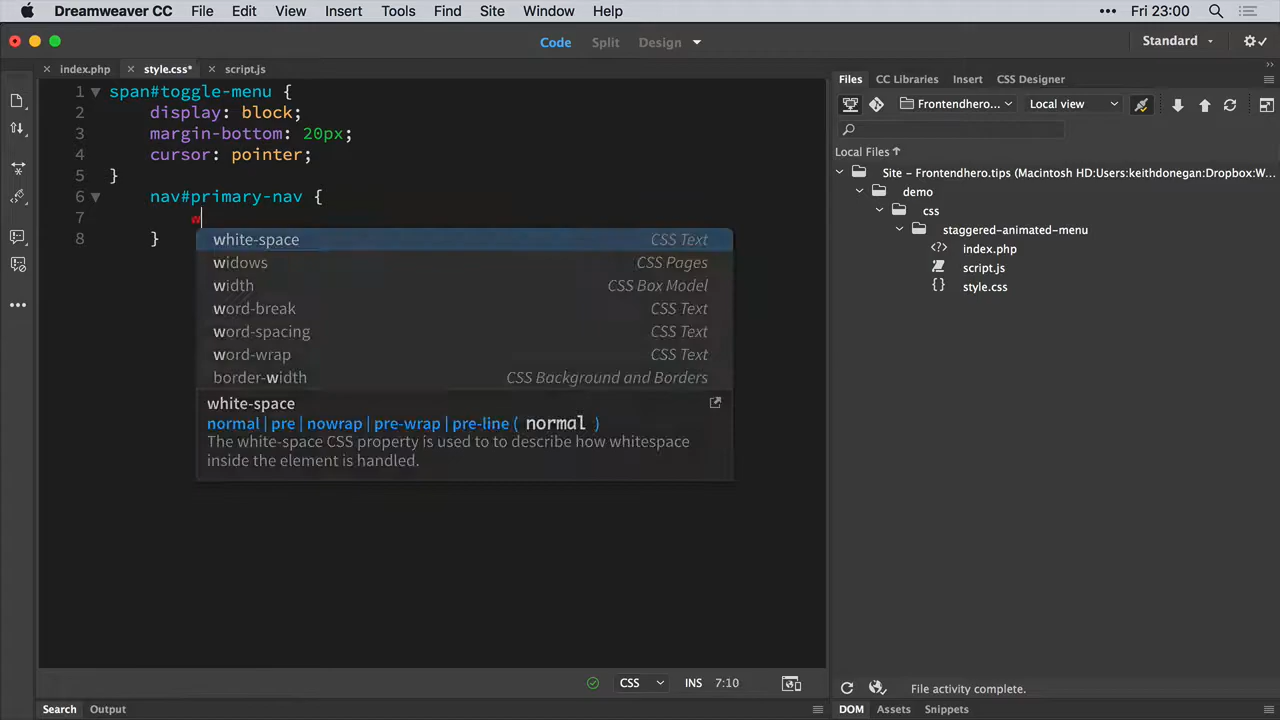 Dreamweaver CC File Edit View Insert Tools Find Site Window Help ••• Fri 23:00
Code Split Design Standard
index.php style.css* script.js
Files CC Libraries Insert CSS Designer
Frontendhero... Local view
Local Files
1 span#toggle-menu {
2 display: block;
3 margin-bottom: 20px;
4 cursor: pointer;
5 }
6 nav#primary-nav {
7 w
8 }
white-space CSS Text
widows CSS Pages
width CSS Box Model
word-break CSS Text
word-spacing CSS Text
word-wrap CSS Text
border-width CSS Background and Borders
white-space
normal | pre | nowrap | pre-wrap | pre-line ( normal )
The white-space CSS property is used to to describe how whitespace
inside the element is handled.
Site – Frontendhero.tips (Macintosh HD:Users:keithdonegan:Dropbox:W...
demo
css
staggered-animated-menu
<?> index.php
script.js
{} style.css
CSS INS 7:10
File activity complete.
Search Output
DOM Assets Snippets